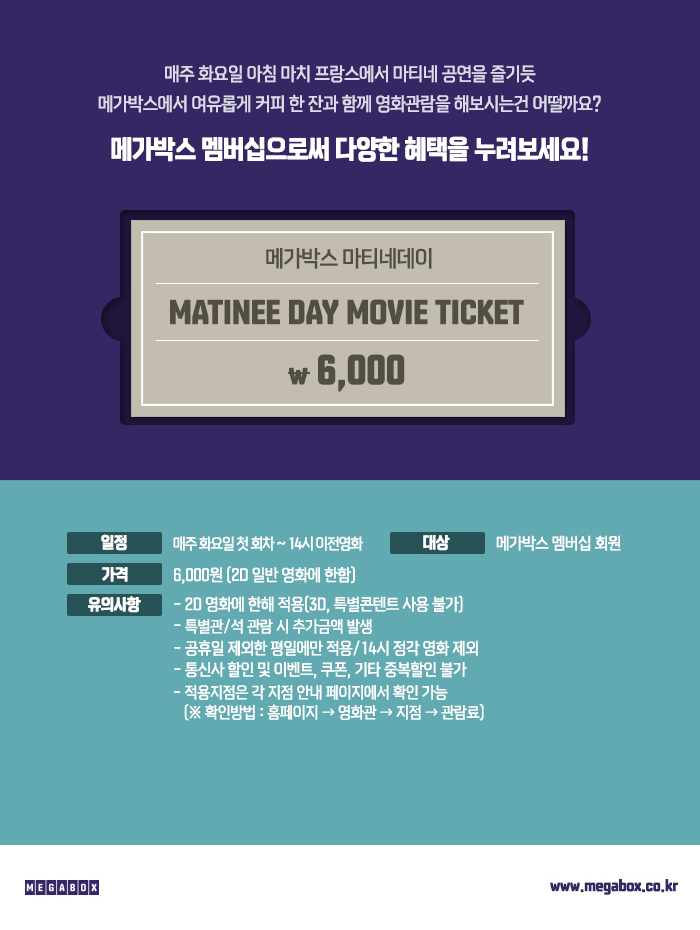 매주 화요일 아침 마치 프랑스에서 마티네 공연을 즐기듯
메가박스에서 여유롭게 커피 한 잔과 함께 영화관람을 해보시는건 어떨까요?
메가박스 멤버십으로써 다양한 혜택을 누려보세요!
메가박스 마티네데이
MATINEE DAY MOVIE TICKET
₩ 6,000
일정 매주 화요일 첫 회차 ~ 14시 이전영화 대상 메가박스 멤버십 회원
가격 6,000원 (2D 일반 영화에 한함)
유의사항 - 2D 영화에 한해 적용(3D, 특별콘텐트 사용 불가)
- 특별관/석 관람 시 추가금액 발생
- 공휴일 제외한 평일에만 적용/14시 정각 영화 제외
- 통신사 할인 및 이벤트, 쿠폰, 기타 중복할인 불가
- 적용지점은 각 지점 안내 페이지에서 확인 가능
(※ 확인방법 : 홈페이지 → 영화관 → 지점 → 관람료)
MEGABOX www.megabox.co.kr